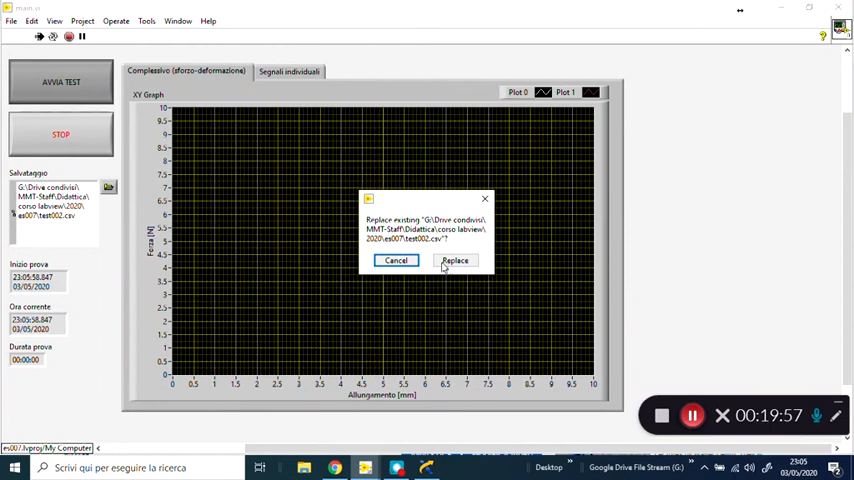 main.vi
File Edit View Project Operate Tools Window Help
AVVIA TEST
STOP
Salvataggio
G:\Drive condivisi\
MMT-Staff\Didattica\
corso labview\2020\
es007\test002.csv
Inizio prova
23:05:58.847
03/05/2020
Ora corrente
23:05:58.847
03/05/2020
Durata prova
00:00:00
Complessivo (sforzo-deformazione) Segnali individuali
XY Graph
Plot 0 Plot 1
Forza [N]
10
9.5
9
8.5
8
7.5
7
6.5
6
5.5
5
4.5
4
3.5
3
2.5
2
1.5
1
0.5
0
0 0.5 1 1.5 2 2.5 3 3.5 4 4.5 5 5.5 6 6.5 7 7.5 8 8.5 9 9.5 10
Allungamento [mm]
Replace existing "G:\Drive condivisi\
MMT-Staff\Didattica\corso labview\
2020\es007\test002.csv"?
Cancel Replace
00:19:57
es007.lvproj/My Computer
Scrivi qui per eseguire la ricerca
Desktop
Google Drive File Stream (G:)
23:05
03/05/2020
2